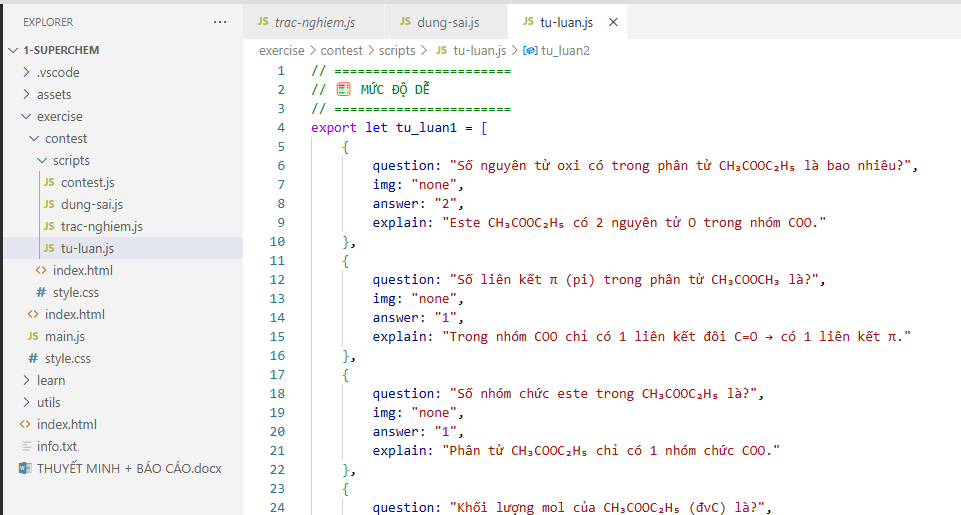 EXPLORER ...
1-SUPERCHEM
.vscode
assets
exercise
contest
scripts
JS contest.js
JS dung-sai.js
JS trac-nghiem.js
JS tu-luan.js
<> index.html
# style.css
<> index.html
JS main.js
# style.css
learn
utils
<> index.html
info.txt
THUYẾT MINH + BÁO CÁO.docx
JS trac-nghiem.js JS dung-sai.js JS tu-luan.js ×
exercise > contest > scripts > JS tu-luan.js > tu_luan2
1 // =======================
2 // MỨC ĐỘ DỄ
3 // =======================
4 export let tu_luan1 = [
5 {
6 question: "Số nguyên tử oxi có trong phân tử CH₃COOC₂H₅ là bao nhiêu?",
7 img: "none",
8 answer: "2",
9 explain: "Este CH₃COOC₂H₅ có 2 nguyên tử O trong nhóm COO."
10 },
11 {
12 question: "Số liên kết π (pi) trong phân tử CH₃COOCH₃ là?",
13 img: "none",
14 answer: "1",
15 explain: "Trong nhóm COO chỉ có 1 liên kết đôi C=O → có 1 liên kết π."
16 },
17 {
18 question: "Số nhóm chức este trong CH₃COOC₂H₅ là?",
19 img: "none",
20 answer: "1",
21 explain: "Phân tử CH₃COOC₂H₅ chỉ có 1 nhóm chức COO."
22 },
23 {
24 question: "Khối lượng mol của CH₃COOC₂H₅ (đvC) là?",